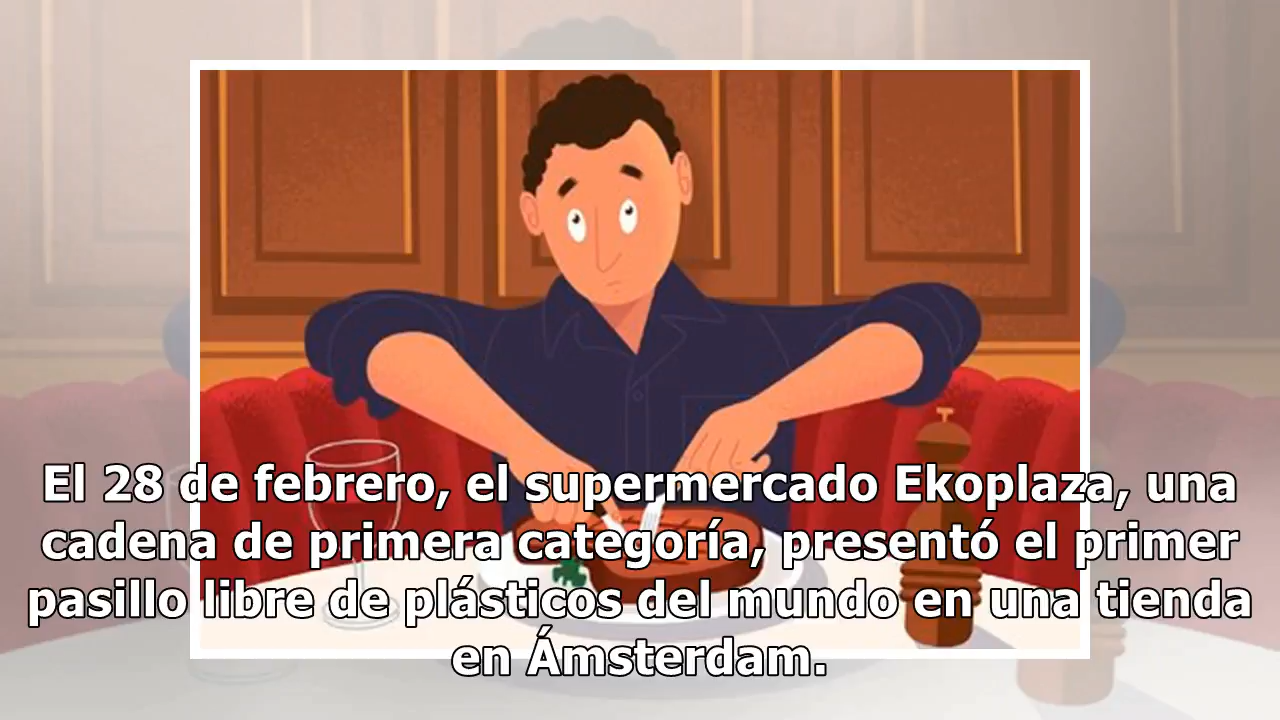 El 28 de febrero, el supermercado Ekoplaza, una
cadena de primera categoría, presentó el primer
pasillo libre de plásticos del mundo en una tienda
en Ámsterdam.